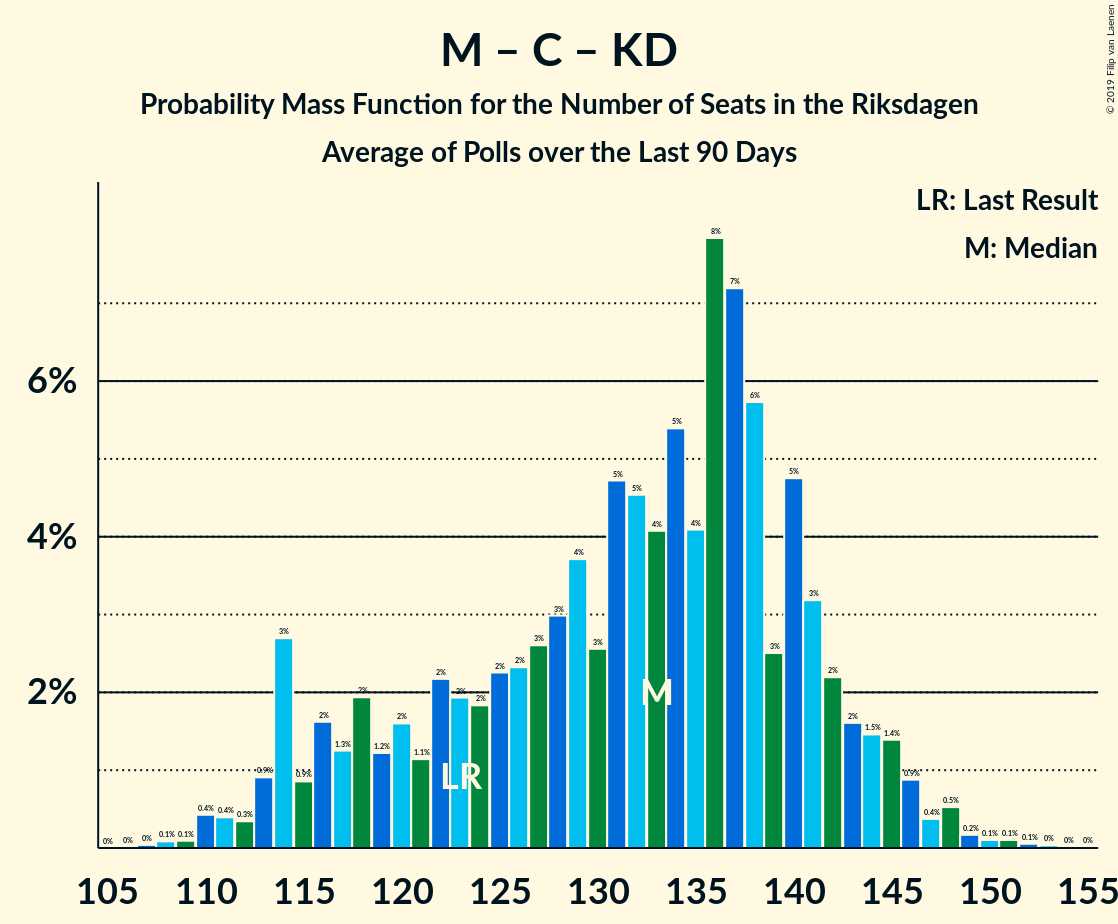 M – C – KD
Probability Mass Function for the Number of Seats in the Riksdagen
Average of Polls over the Last 90 Days
© 2019 Filip van Laenen
LR: Last Result
M: Median
6%
4%
2%
0% 0% 0% 0.1% 0.1% 0.4% 0.4% 0.3% 0.9% 3% 0.9% 2% 1.3% 2% 1.2% 2% 1.1% 2% 2% 2% 2% 2% 3% 3% 4% 3% 5% 5% 4% 5% 4% 8% 7% 6% 3% 5% 3% 2% 2% 1.5% 1.4% 0.9% 0.4% 0.5% 0.2% 0.1% 0.1% 0.1% 0% 0% 0%
M
LR
105 110 115 120 125 130 135 140 145 150 155